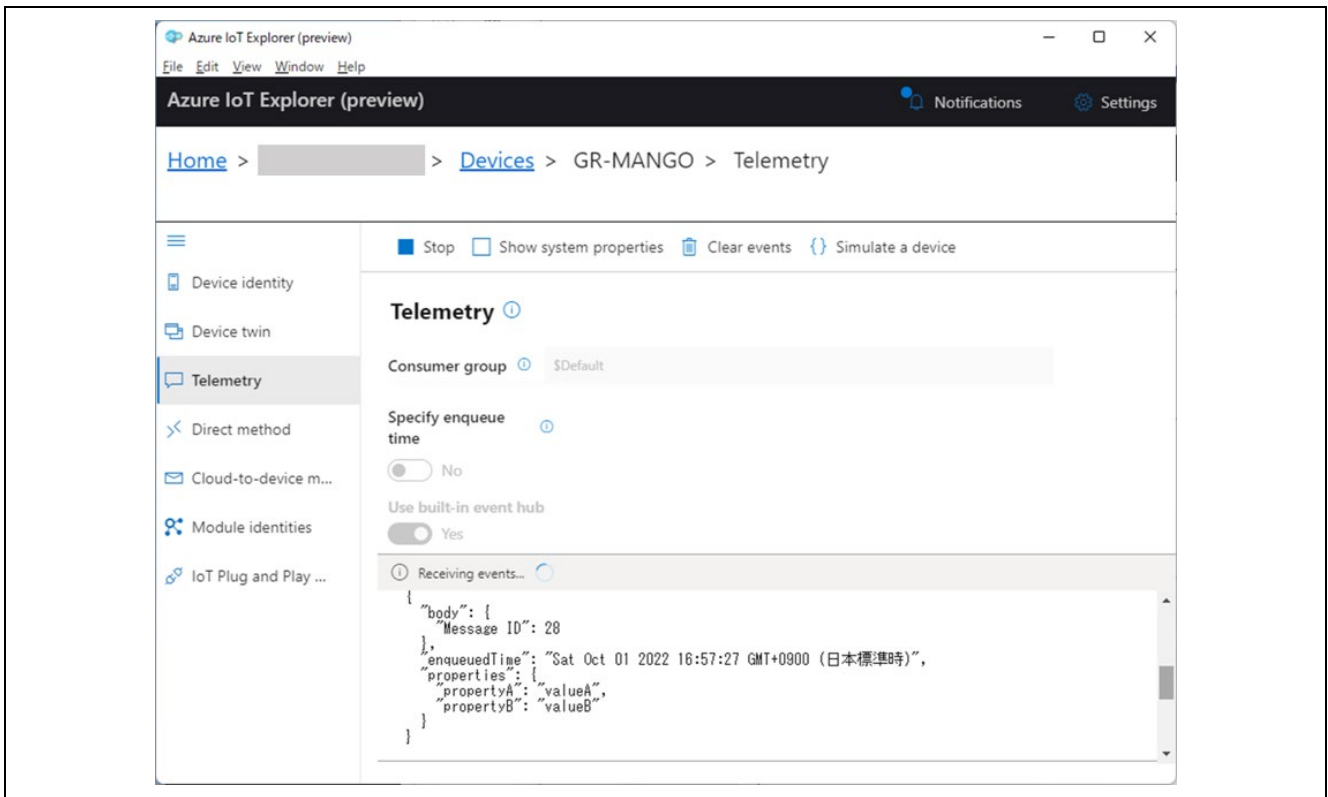 Azure IoT Explorer (preview)
File Edit View Window Help
Azure IoT Explorer (preview)
Notifications
Settings
Home > > Devices > GR-MANGO > Telemetry
Stop Show system properties Clear events {} Simulate a device
Device identity
Device twin
Telemetry
Direct method
Cloud-to-device m...
Module identities
IoT Plug and Play ...
Telemetry
Consumer group $Default
Specify enqueue
time
No
Use built-in event hub
Yes
Receiving events...
{
"body": {
"Message ID": 28
},
"enqueuedTime": "Sat Oct 01 2022 16:57:27 GMT+0900 (日本標準時)",
"properties": {
"propertyA": "valueA",
"propertyB": "valueB"
}
}